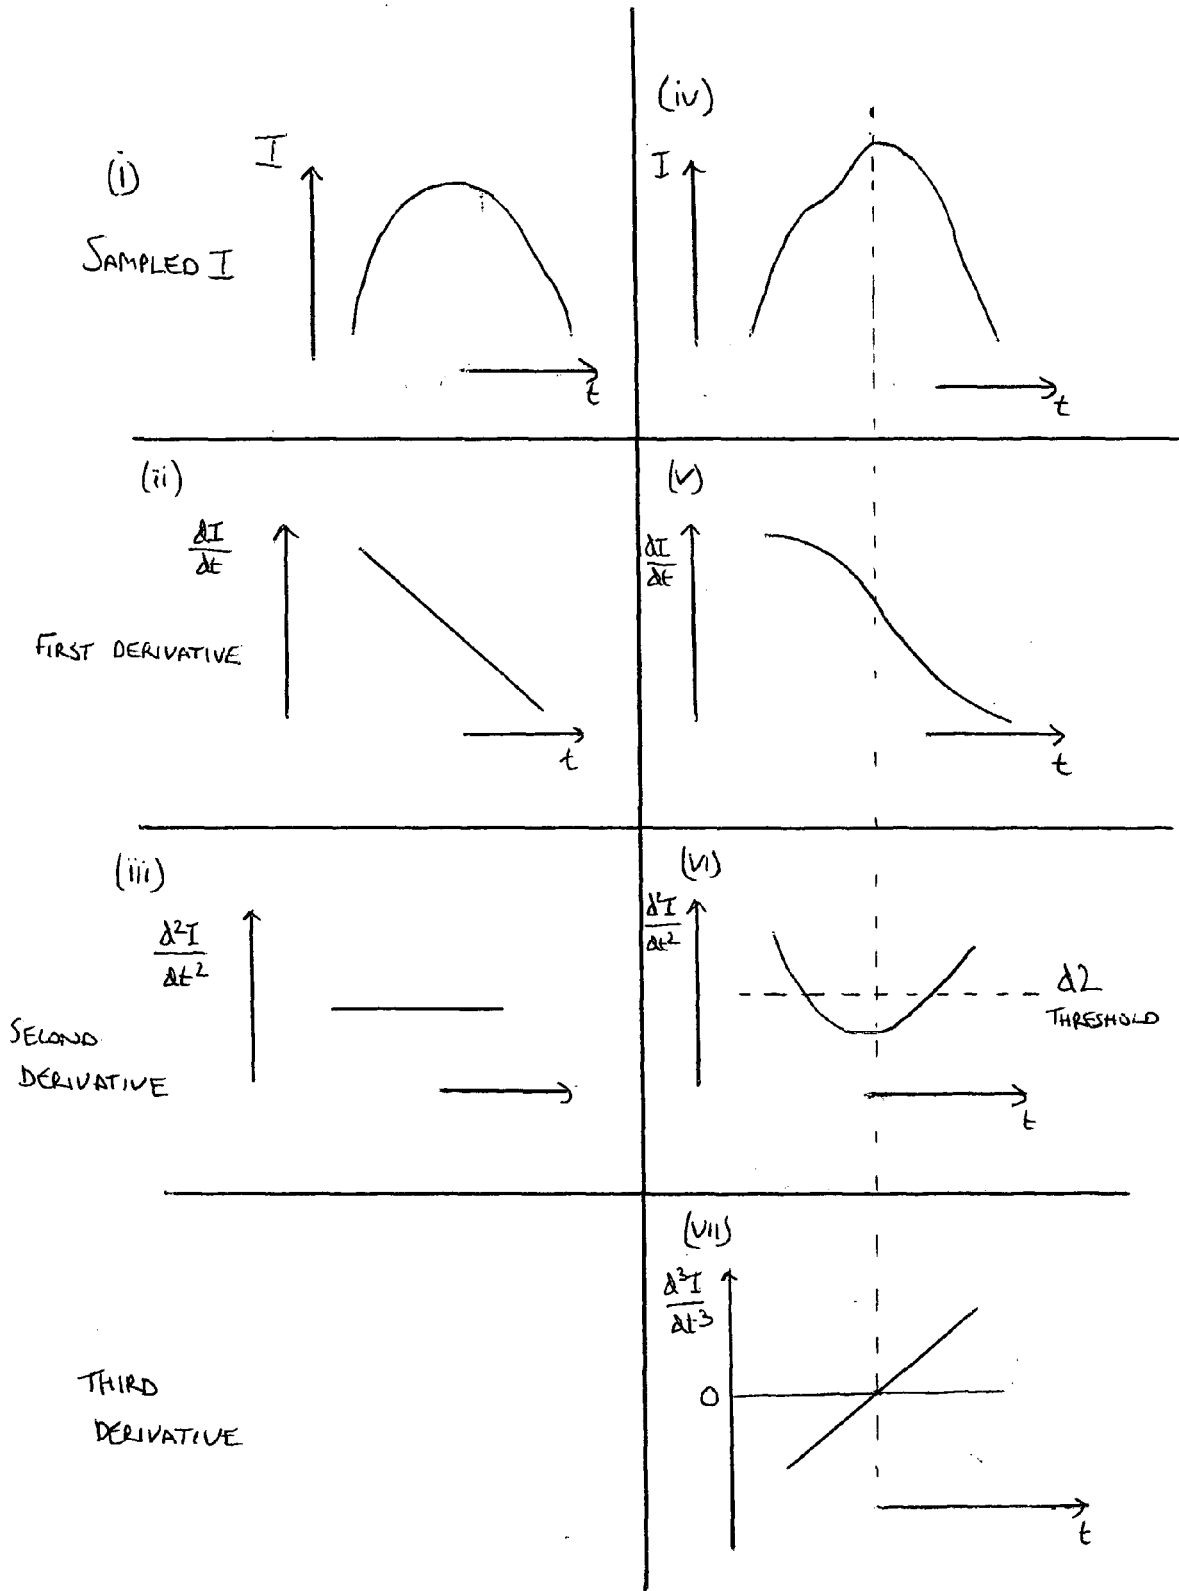 (i)
I
SAMPLED I
t
(iv)
I
t
(ii)
dI
dt
FIRST DERIVATIVE
t
(v)
dI
dt
t
(iii)
d²I
dt²
SECOND
DERIVATIVE
(vi)
d²I
dt²
d2
THRESHOLD
t
THIRD
DERIVATIVE
(vii)
d³I
dt³
0
t